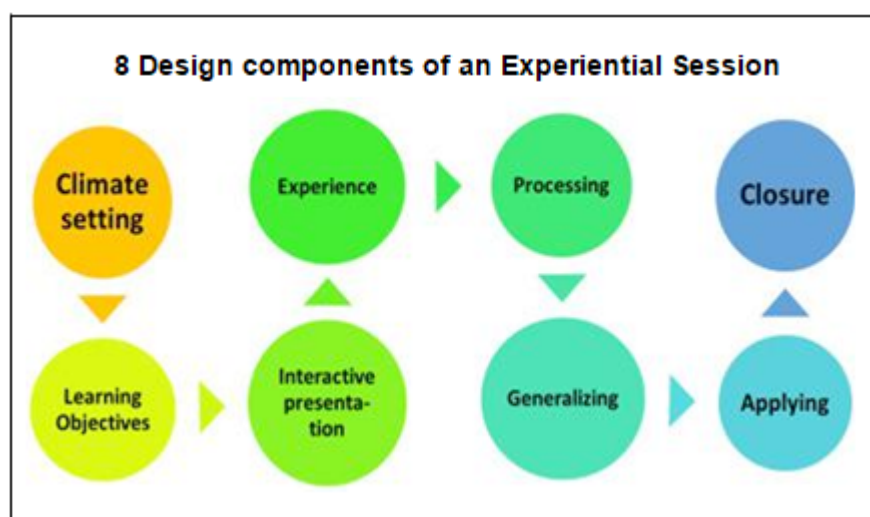 8 Design components of an Experiential Session
Climate
setting
Learning
Objectives
Interactive
presenta-
tion
Experience
Processing
Generalizing
Applying
Closure